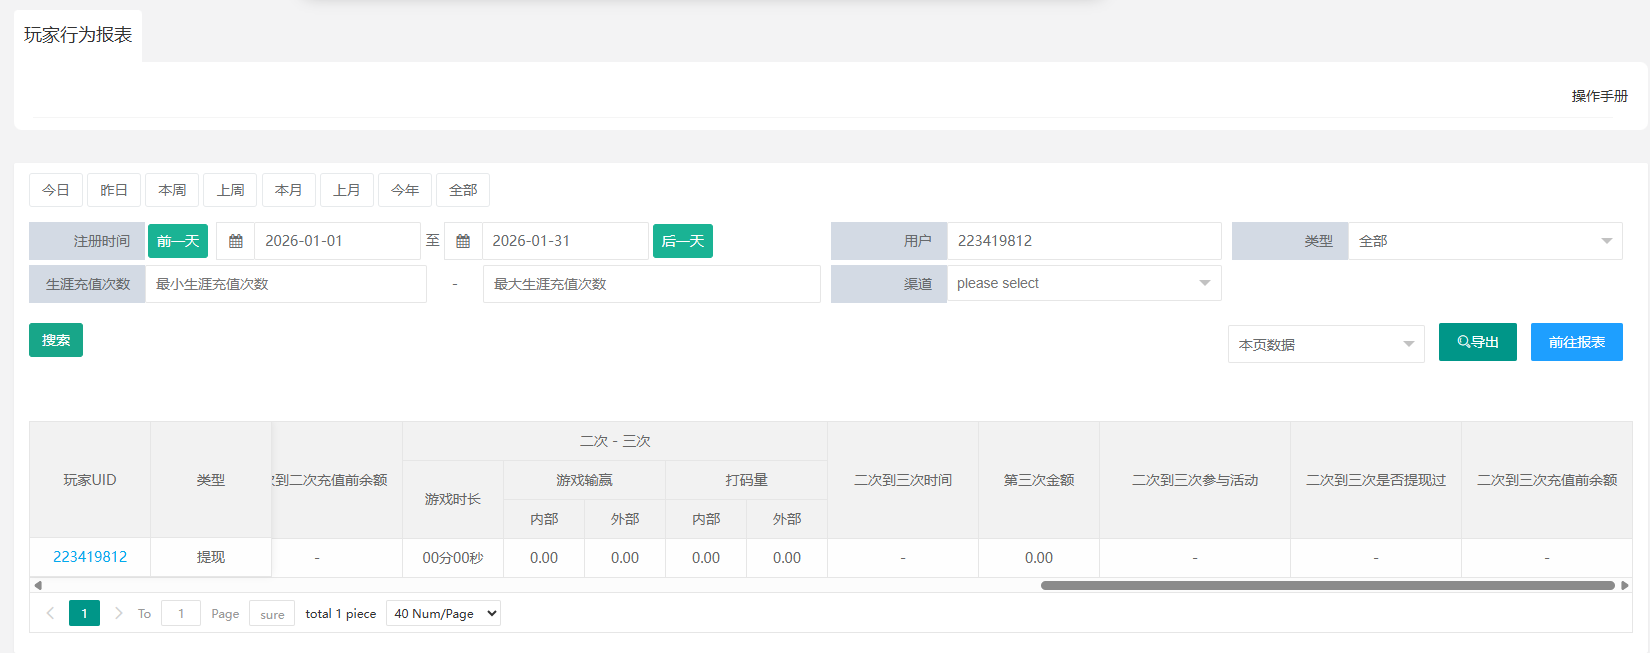 玩家行为报表
操作手册
今日 昨日 本周 上周 本月 上月 今年 全部
注册时间 前一天 2026-01-01 至 2026-01-31 后一天 用户 223419812 类型 全部
生涯充值次数 最小生涯充值次数 - 最大生涯充值次数 渠道 please select
搜索 本页数据 导出 前往报表
二次 - 三次
玩家UID 类型 到二次充值前余额 游戏时长 游戏输赢 打码量 二次到三次时间 第三次金额 二次到三次参与活动 二次到三次是否提现过 二次到三次充值前余额
内部 外部 内部 外部
223419812 提现 - 00分00秒 0.00 0.00 0.00 0.00 - 0.00 - - -
1 To 1 Page sure total 1 piece 40 Num/Page